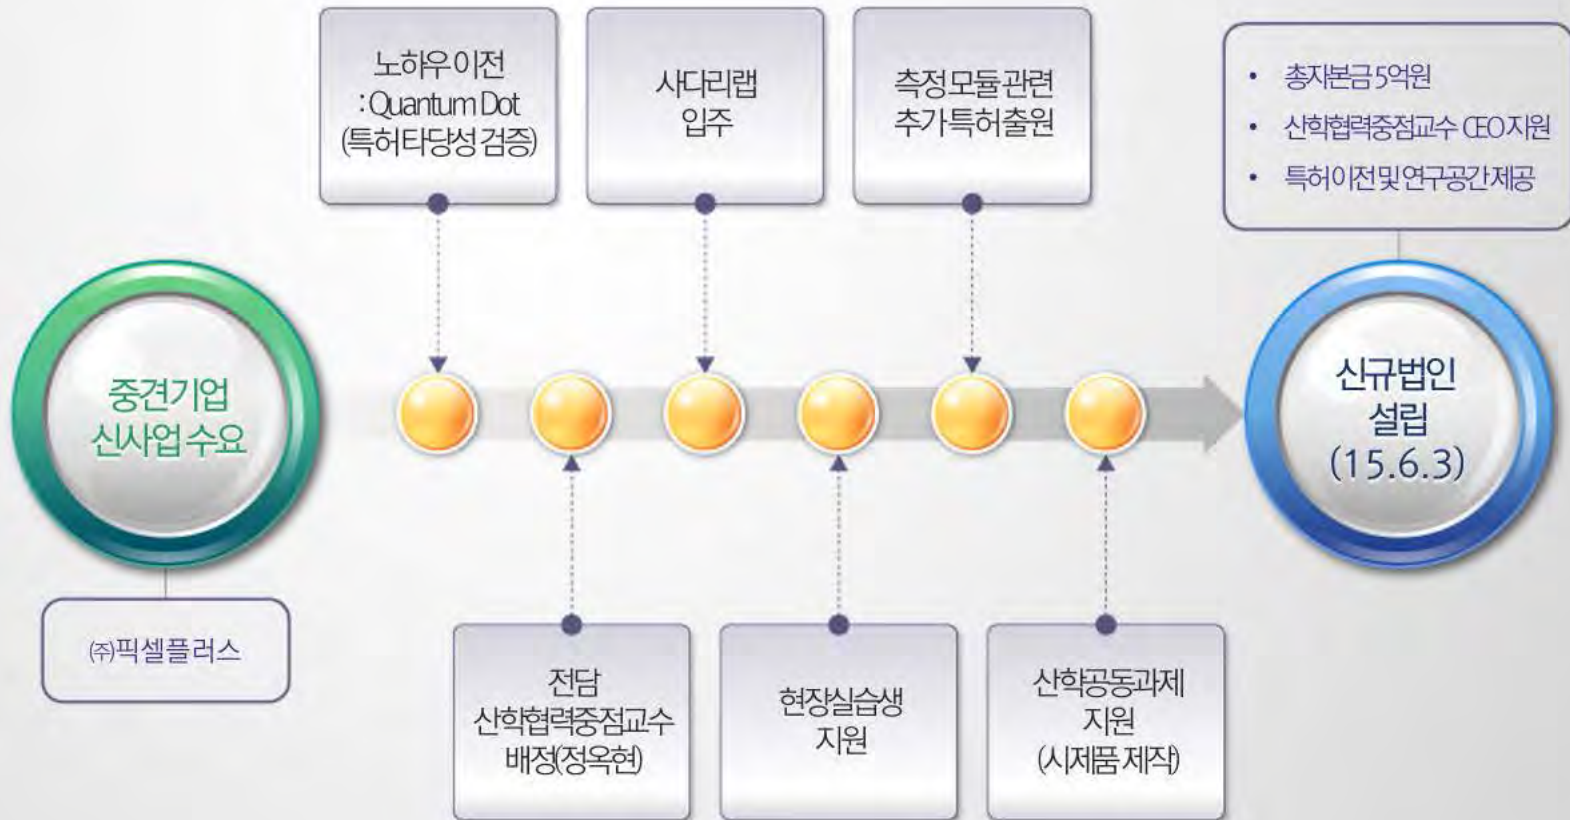 노하우 이전
: Quantum Dot
(특허 타당성 검증)
사다리랩
입주
측정 모듈 관련
추가 특허 출원
• 총자본금 5억원
• 산학협력중점교수 CEO 지원
• 특허 이전 및 연구공간 제공
중견기업
신사업 수요
신규법인
설립
(15.6.3)
㈜픽셀플러스
전담
산학협력중점교수
배정(정옥현)
현장실습생
지원
산학공동과제
지원
(시제품 제작)